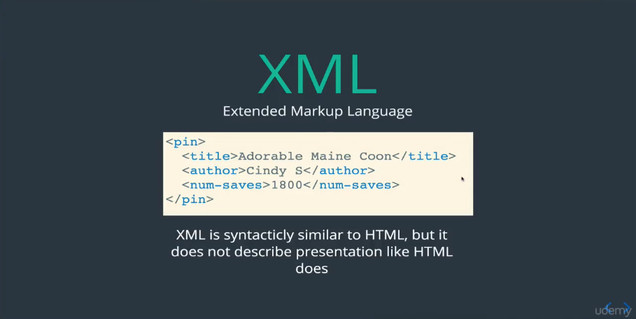 XML
Extended Markup Language
<pin>
<title>Adorable Maine Coon</title>
<author>Cindy S</author>
<num-saves>1800</num-saves>
</pin>
XML is syntacticly similar to HTML, but it
does not describe presentation like HTML
does
udemy